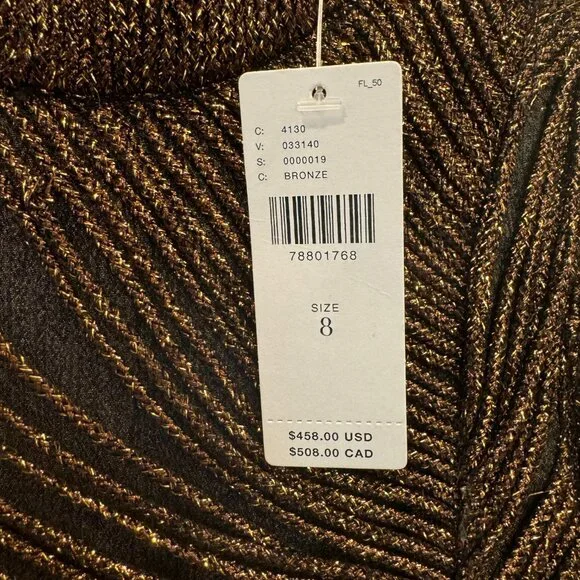 FL_50
C: 4130
V: 033140
S: 0000019
C: BRONZE
78801768
SIZE
8
$458.00 USD
$508.00 CAD